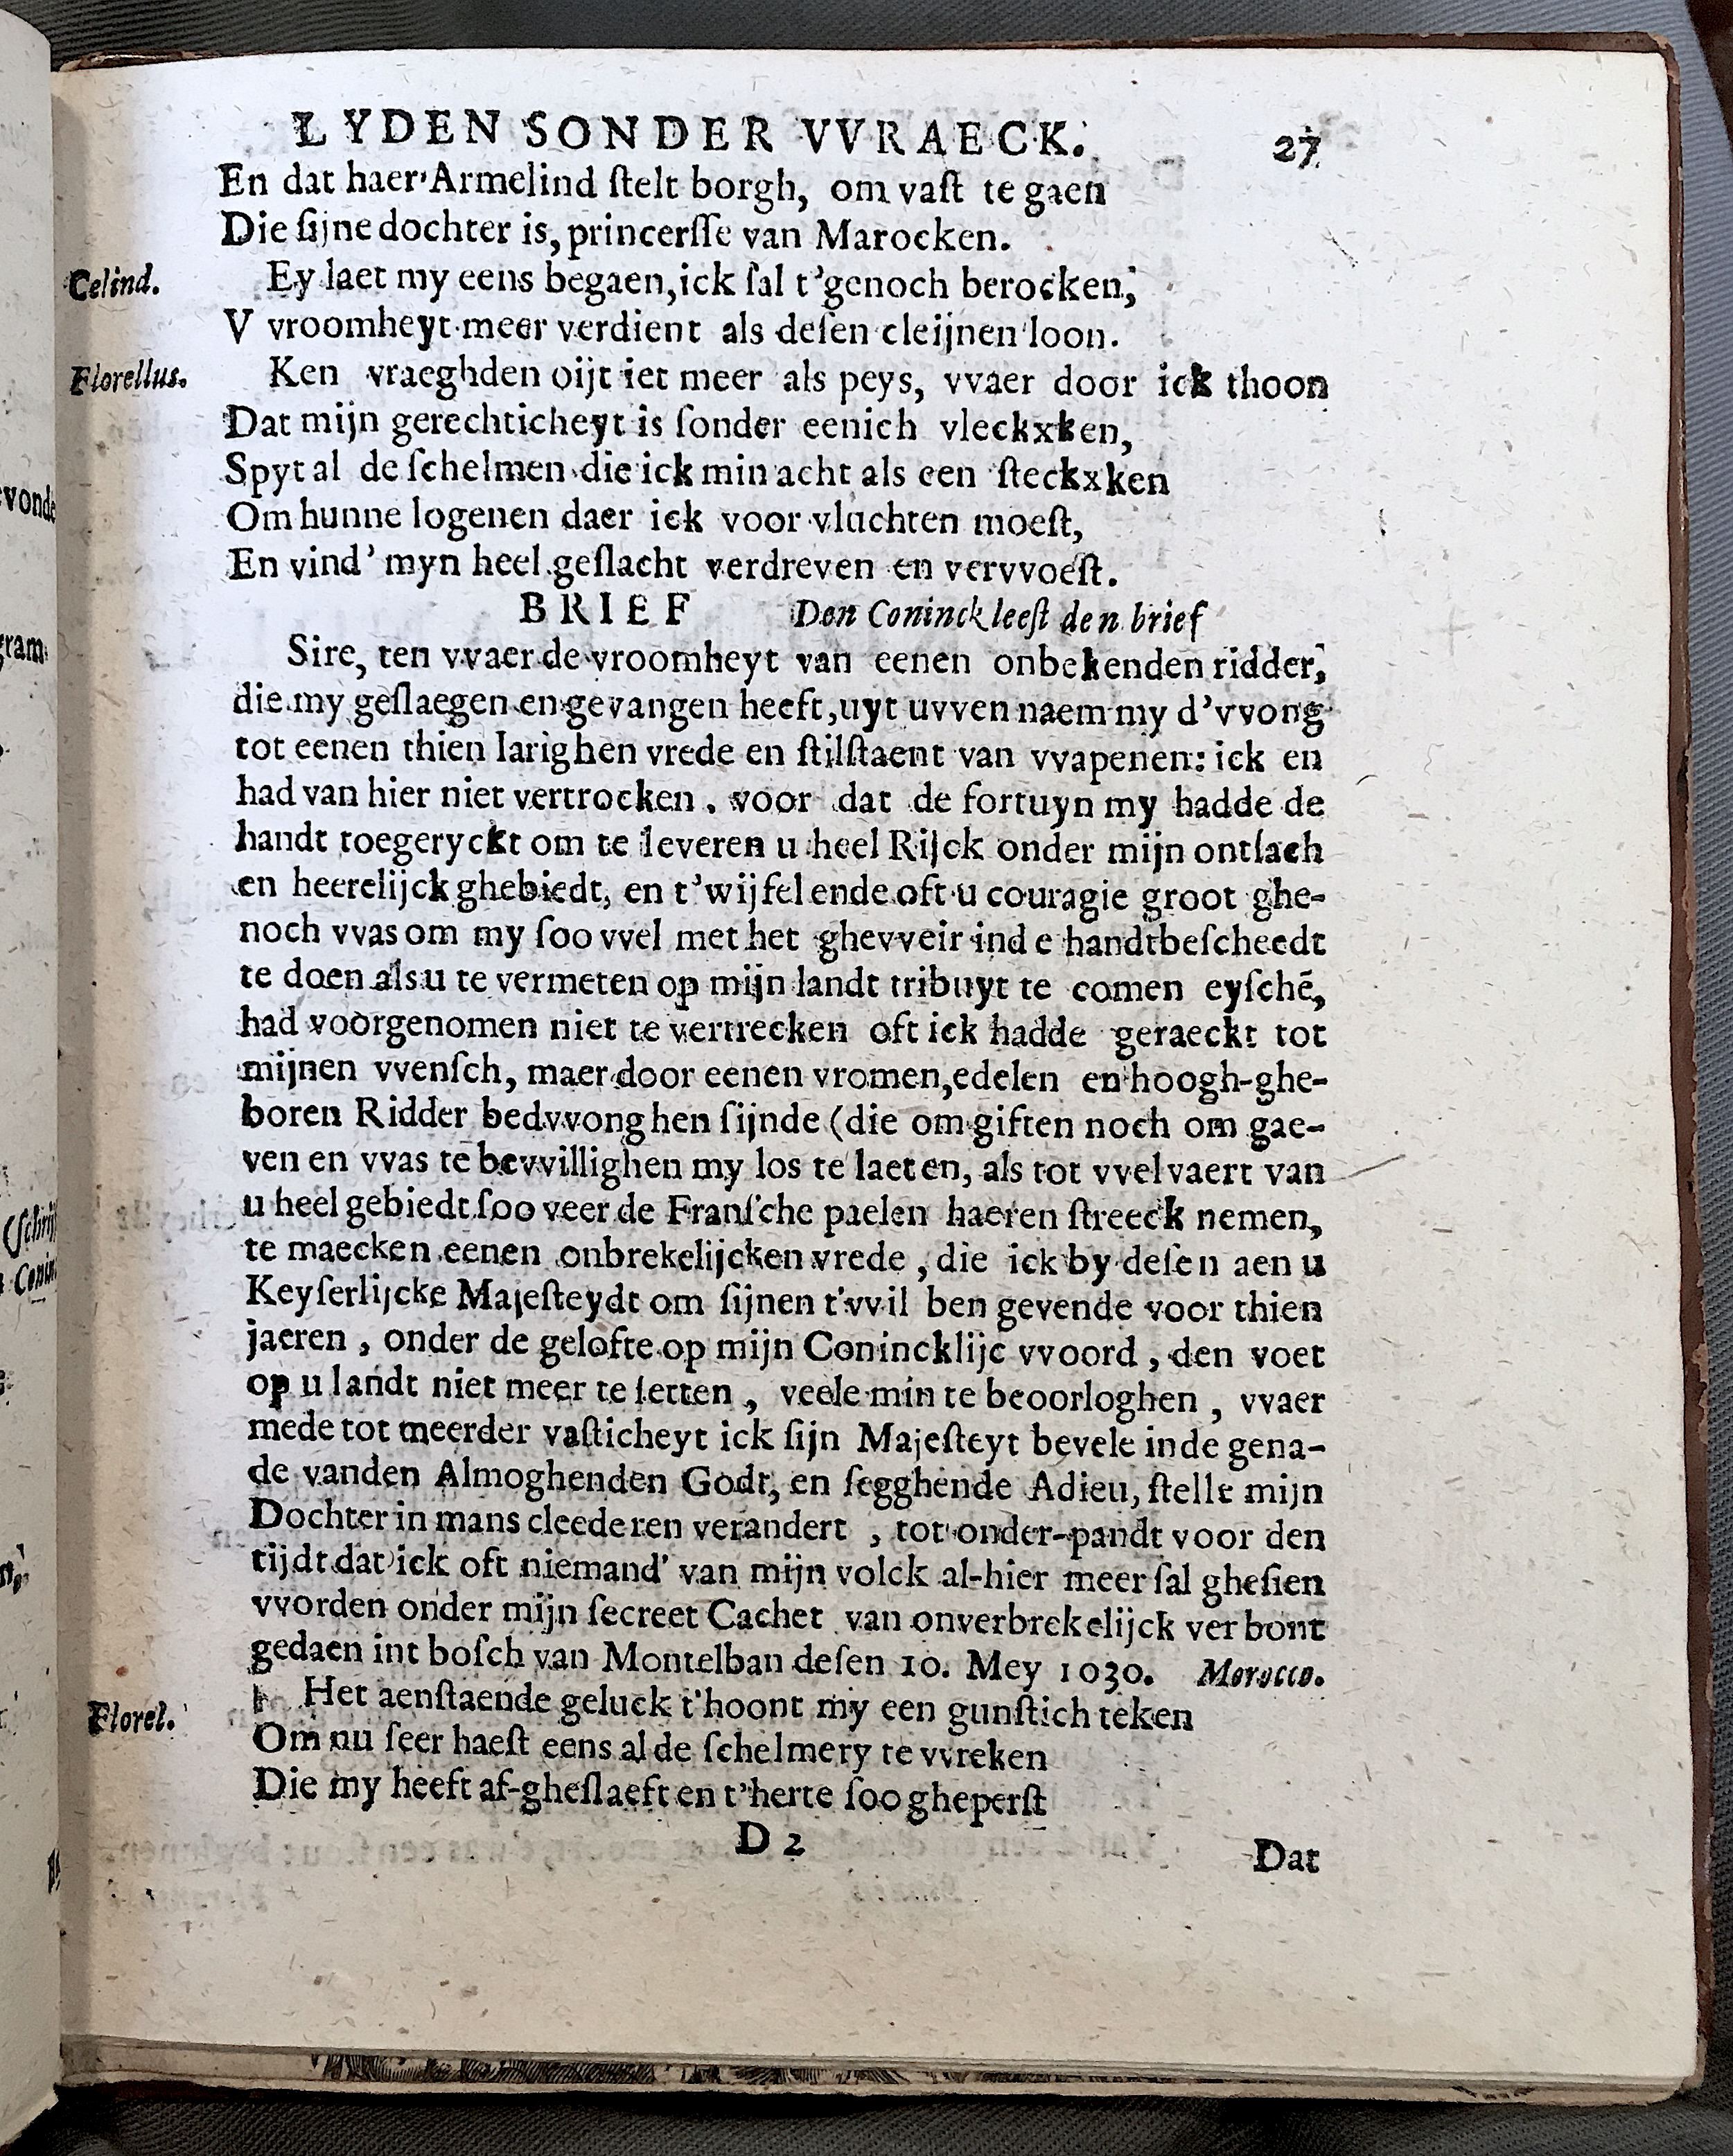 LYDEN SONDER VVRAECK. 27
En dat haer Armelind ſtelt borgh, om vaſt te gaen
Die ſijne dochter is, princerſſe van Marocken.
Celind. Ey laet my eens begaen, ick ſal t'genoch berocken,
V vroomheyt meer verdient als deſen cleijnen loon.
Florellus. Ken vraeghden oijt iet meer als peys, vvaer door ick thoon
Dat mijn gerechticheyt is ſonder eenich vleckxken,
Spyt al de ſchelmen die ick min acht als een ſteckxken
Om hunne logenen daer ick voor vluchten moeſt,
En vind' myn heel geſlacht verdreven en vervvoeſt.
BRIEF Den Coninck leeſt den brief
Sire, ten vvaer de vroomheyt van eenen onbekenden ridder,
die my geſlaegen en gevangen heeft, uyt uvven naem my d'vvong
tot eenen thien Iarighen vrede en ſtilſtaent van vvapenen: ick en
had van hier niet vertrocken, voor dat de fortuyn my hadde de
handt toegeryckt om te leveren u heel Rijck onder mijn ontſach
en heerelijck ghebiedt, en t'wijfelende oft u couragie groot ghe-
noch vvas om my ſoo vvel met het ghevveir in de handt beſcheedt
te doen als u te vermeten op mijn landt tribuyt te comen eyſchē,
had voorgenomen niet te vertrecken oft ick hadde geraeckt tot
mijnen vvenſch, maer door eenen vromen, edelen en hoogh-ghe-
boren Ridder bedvvonghen ſijnde (die om giften noch om gae-
ven en vvas te bevvillighen my los te laeten, als tot vvelvaert van
u heel gebiedt ſoo veer de Franſche paelen haeren ſtreeck nemen,
te maecken eenen onbrekelijcken vrede, die ick by deſen aen u
Keyſerlijcke Majeſteydt om ſijnen t'vvil ben gevende voor thien
jaeren, onder de gelofte op mijn Conincklijc vvoord, den voet
op u landt niet meer te ſetten, veele min te beoorloghen, vvaer
mede tot meerder vaſticheyt ick ſijn Majeſteyt bevele inde gena-
de vanden Almoghenden Godt, en ſegghende Adieu, ſtelle mijn
Dochter in mans cleederen verandert, tot onder-pandt voor den
tijdt dat ick oft niemand' van mijn volck al-hier meer ſal gheſien
vvorden onder mijn ſecreet Cachet van onverbrekelijck verbont
gedaen int boſch van Montelban deſen 10. Mey 1030. Morocco.
Florel. Het aenſtaende geluck t'hoont my een gunſtich teken
Om nu ſeer haeſt eens al de ſchelmery te vvreken
Die my heeft af-gheſlaeft en t'herte ſoo gheperſt
D 2 Dat